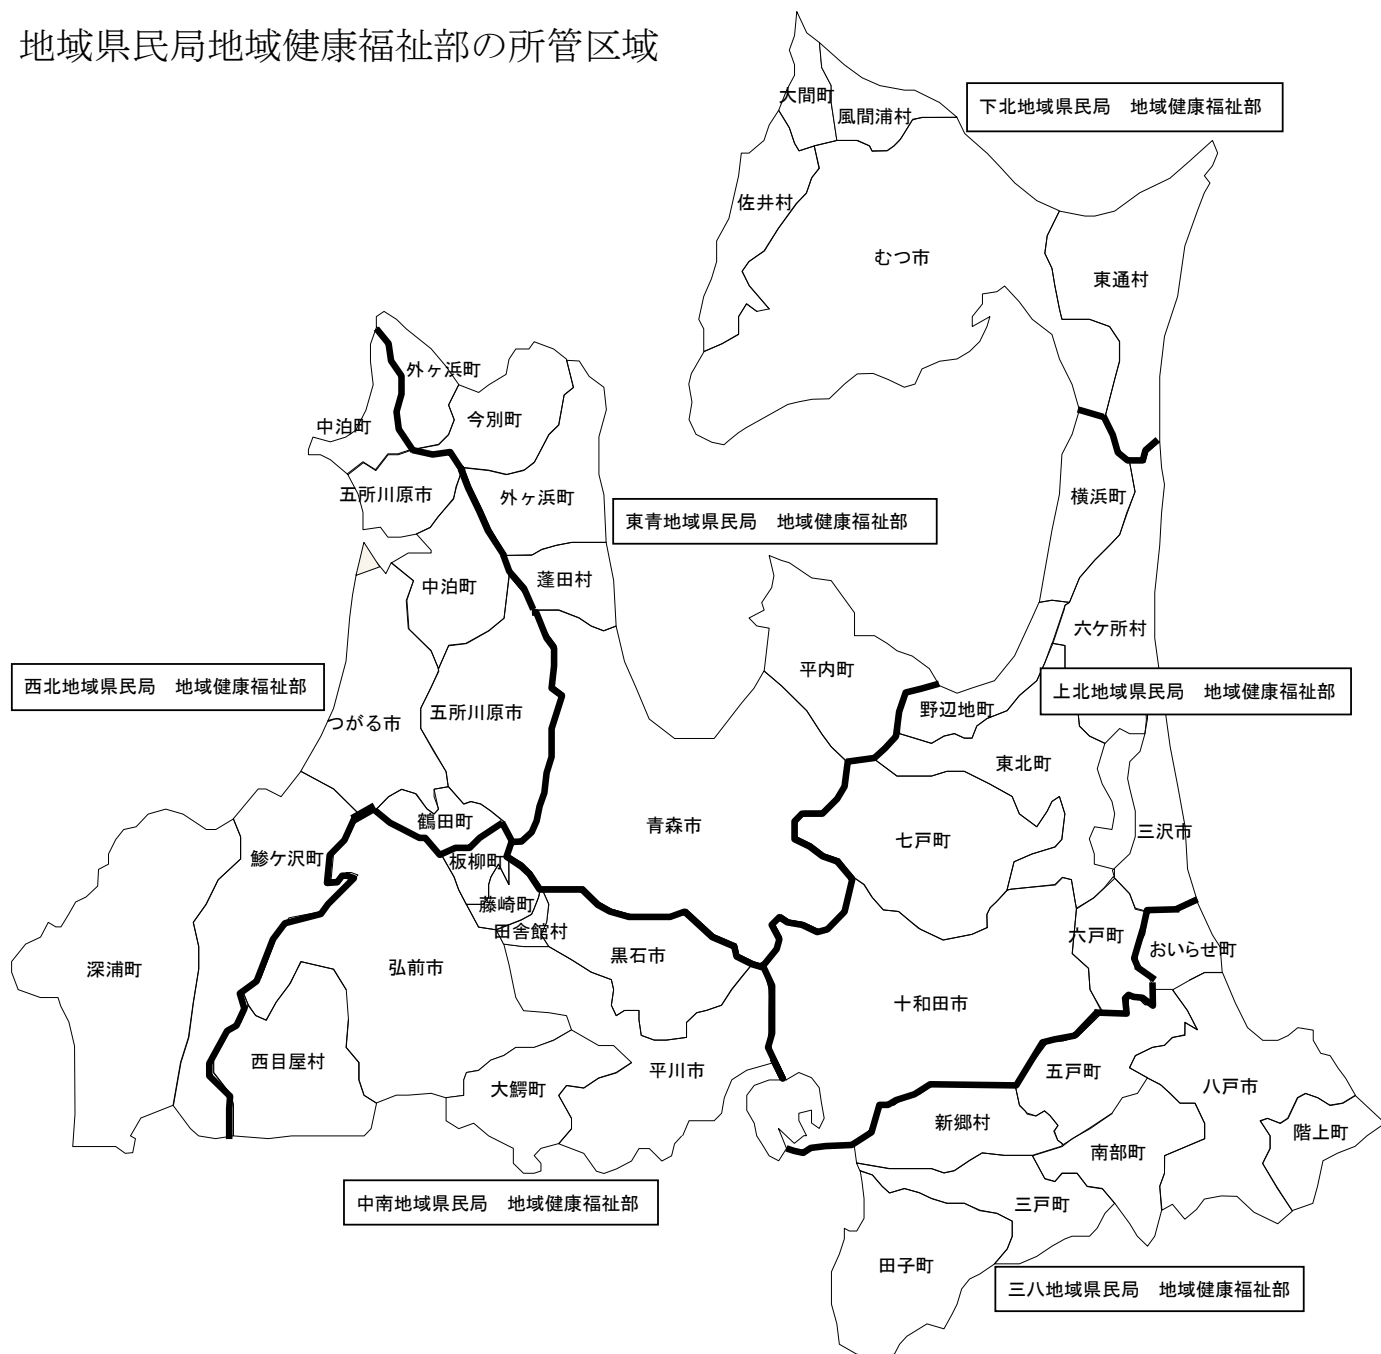 地域県民局地域健康福祉部の所管区域
大間町
風間浦村
下北地域県民局　地域健康福祉部
佐井村
むつ市
東通村
外ヶ浜町
今別町
中泊町
五所川原市
外ヶ浜町
横浜町
東青地域県民局　地域健康福祉部
中泊町
蓬田村
六ケ所村
平内町
西北地域県民局　地域健康福祉部
上北地域県民局　地域健康福祉部
つがる市
五所川原市
野辺地町
東北町
鶴田町
青森市
七戸町
三沢市
鰺ケ沢町
板柳町
藤崎町
田舎館村
黒石市
六戸町
おいらせ町
深浦町
弘前市
十和田市
西目屋村
大鰐町
平川市
五戸町
八戸市
新郷村
南部町
階上町
中南地域県民局　地域健康福祉部
三戸町
田子町
三八地域県民局　地域健康福祉部